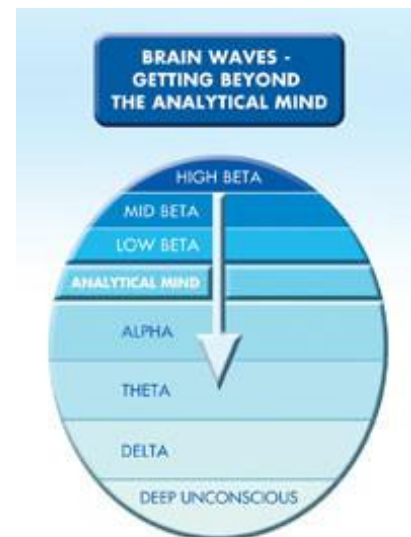 BRAIN WAVES -
GETTING BEYOND
THE ANALYTICAL MIND
HIGH BETA
MID BETA
LOW BETA
ANALYTICAL MIND
ALPHA
THETA
DELTA
DEEP UNCONSCIOUS